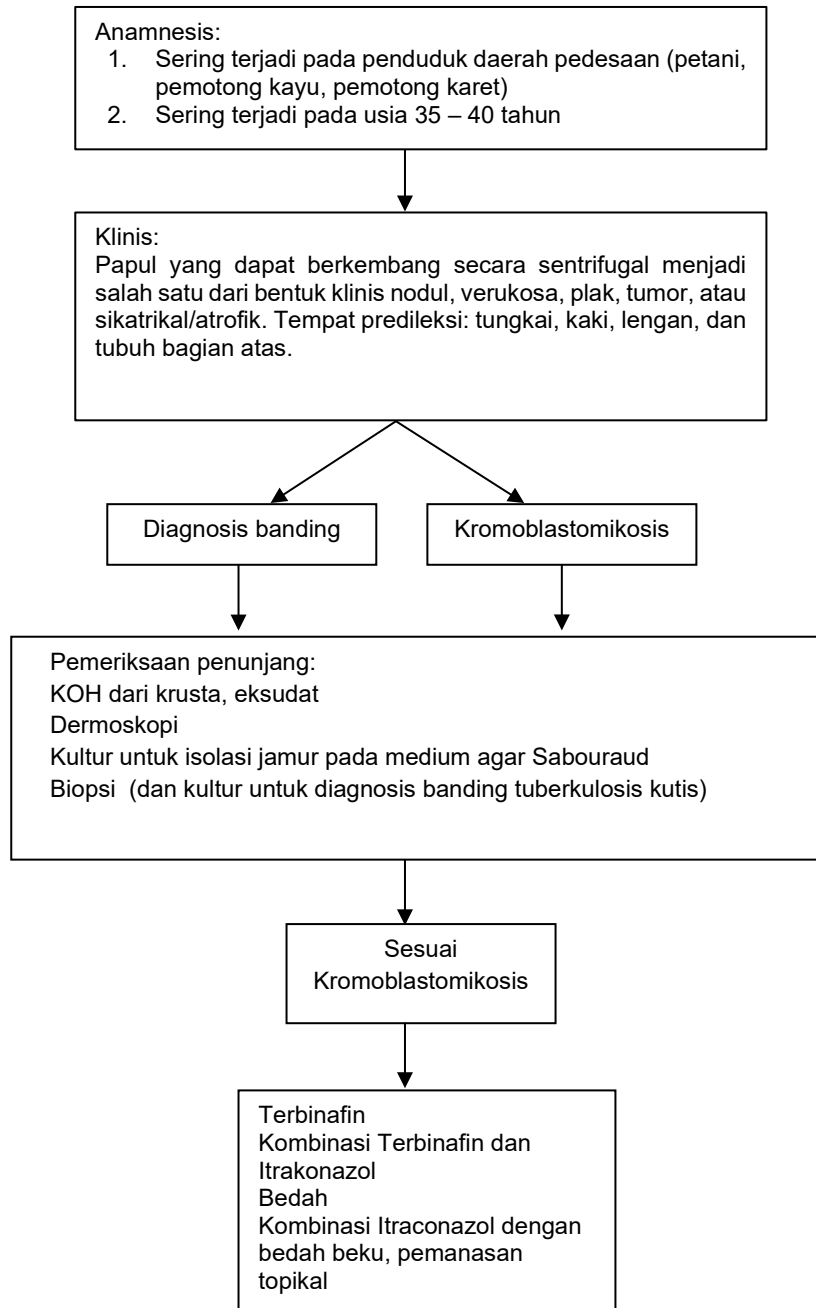 Anamnesis:
1. Sering terjadi pada penduduk daerah pedesaan (petani,
pemotong kayu, pemotong karet)
2. Sering terjadi pada usia 35 – 40 tahun
Klinis:
Papul yang dapat berkembang secara sentrifugal menjadi
salah satu dari bentuk klinis nodul, verukosa, plak, tumor, atau
sikatrikal/atrofik. Tempat predileksi: tungkai, kaki, lengan, dan
tubuh bagian atas.
Diagnosis banding
Kromoblastomikosis
Pemeriksaan penunjang:
KOH dari krusta, eksudat
Dermoskopi
Kultur untuk isolasi jamur pada medium agar Sabouraud
Biopsi (dan kultur untuk diagnosis banding tuberkulosis kutis)
Sesuai
Kromoblastomikosis
Terbinafin
Kombinasi Terbinafin dan
Itrakonazol
Bedah
Kombinasi Itraconazol dengan
bedah beku, pemanasan
topikal